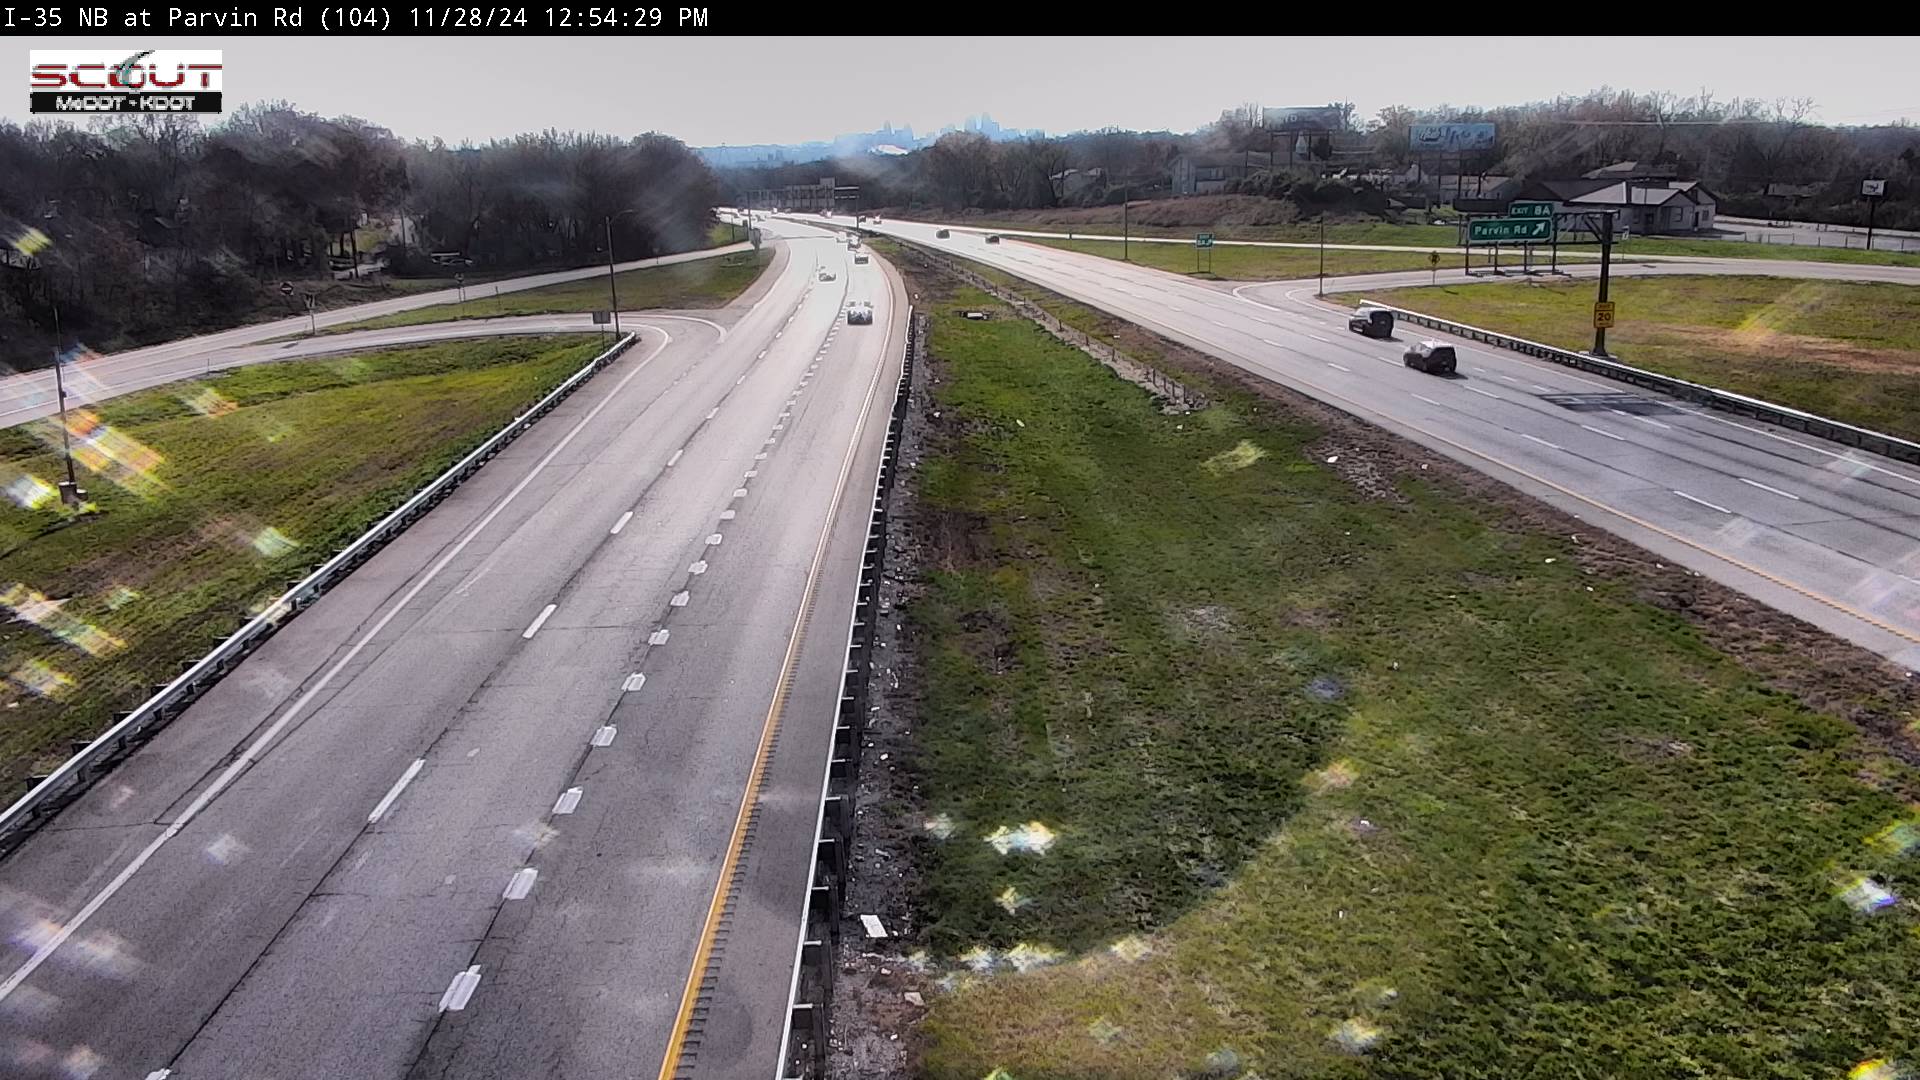 I-35 NB at Parvin Rd (104) 11/28/24 12:54:29 PM
SCOUT
MoDOT - KDOT
EXIT 8A
Parvin Rd
20